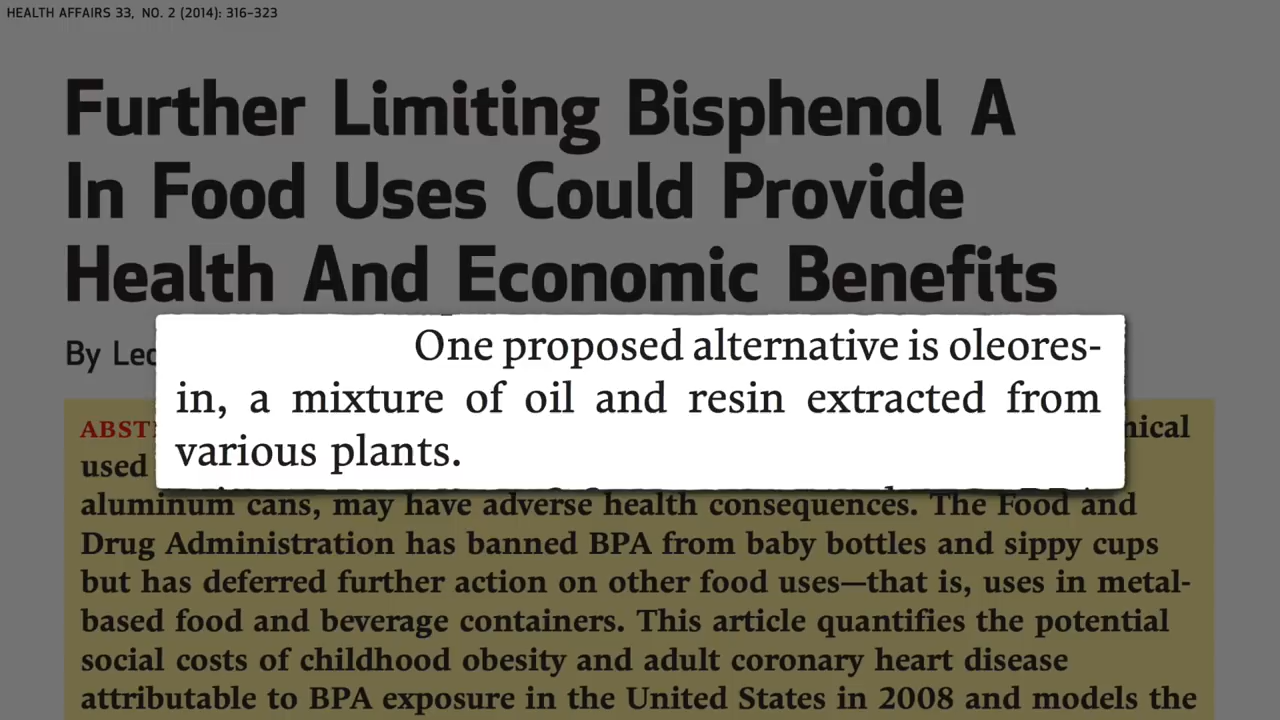 HEALTH AFFAIRS 33, NO. 2 (2014): 316–323
Further Limiting Bisphenol A
In Food Uses Could Provide
Health And Economic Benefits
By
One proposed alternative is oleores-
in, a mixture of oil and resin extracted from
various plants.
used
aluminum cans, may have adverse health consequences. The Food and
Drug Administration has banned BPA from baby bottles and sippy cups
but has deferred further action on other food uses—that is, uses in metal-
based food and beverage containers. This article quantifies the potential
social costs of childhood obesity and adult coronary heart disease
attributable to BPA exposure in the United States in 2008 and models the